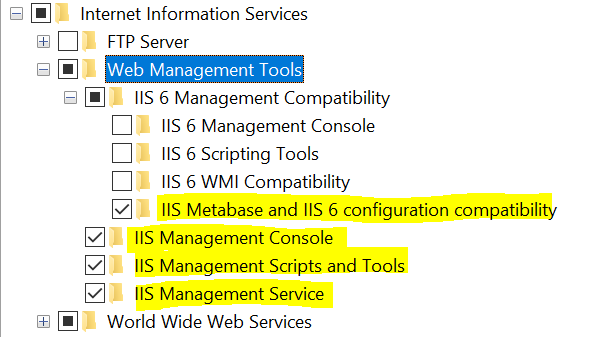 Internet Information Services
FTP Server
Web Management Tools
IIS 6 Management Compatibility
IIS 6 Management Console
IIS 6 Scripting Tools
IIS 6 WMI Compatibility
IIS Metabase and IIS 6 configuration compatibility
IIS Management Console
IIS Management Scripts and Tools
IIS Management Service
World Wide Web Services